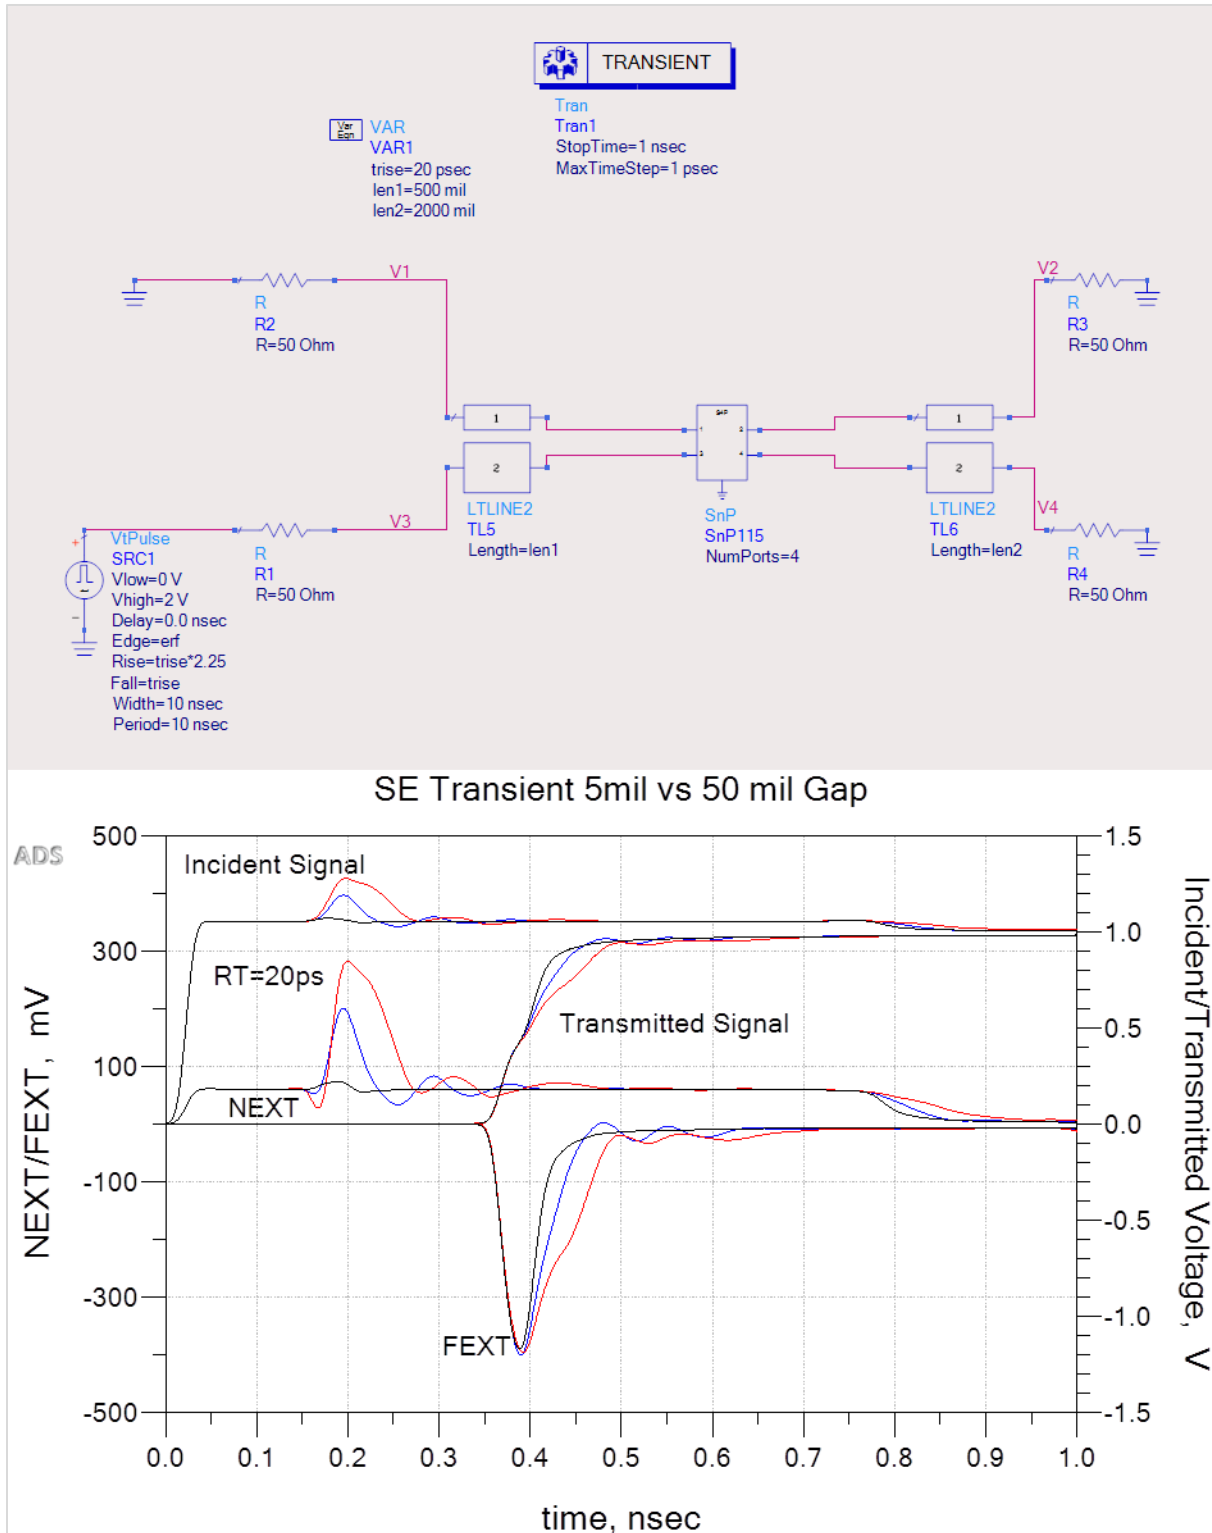 TRANSIENT
Tran
Tran1
StopTime=1 nsec
MaxTimeStep=1 psec
Var
Eqn
VAR
VAR1
trise=20 psec
len1=500 mil
len2=2000 mil
V1
R
R2
R=50 Ohm
V2
R
R3
R=50 Ohm
1
2
LTLINE2
TL5
Length=len1
1
2
3
4
SnP
SnP115
NumPorts=4
1
2
LTLINE2
TL6
Length=len2
V3
R
R1
R=50 Ohm
V4
R
R4
R=50 Ohm
+
VtPulse
SRC1
Vlow=0 V
Vhigh=2 V
Delay=0.0 nsec
Edge=erf
Rise=trise*2.25
Fall=trise
Width=10 nsec
Period=10 nsec
SE Transient 5mil vs 50 mil Gap
ADS
500
300
100
-100
-300
-500
NEXT/FEXT, mV
1.5
1.0
0.5
0.0
-0.5
-1.0
-1.5
Incident/Transmitted Voltage, V
Incident Signal
RT=20ps
Transmitted Signal
NEXT
FEXT
0.0 0.1 0.2 0.3 0.4 0.5 0.6 0.7 0.8 0.9 1.0
time, nsec